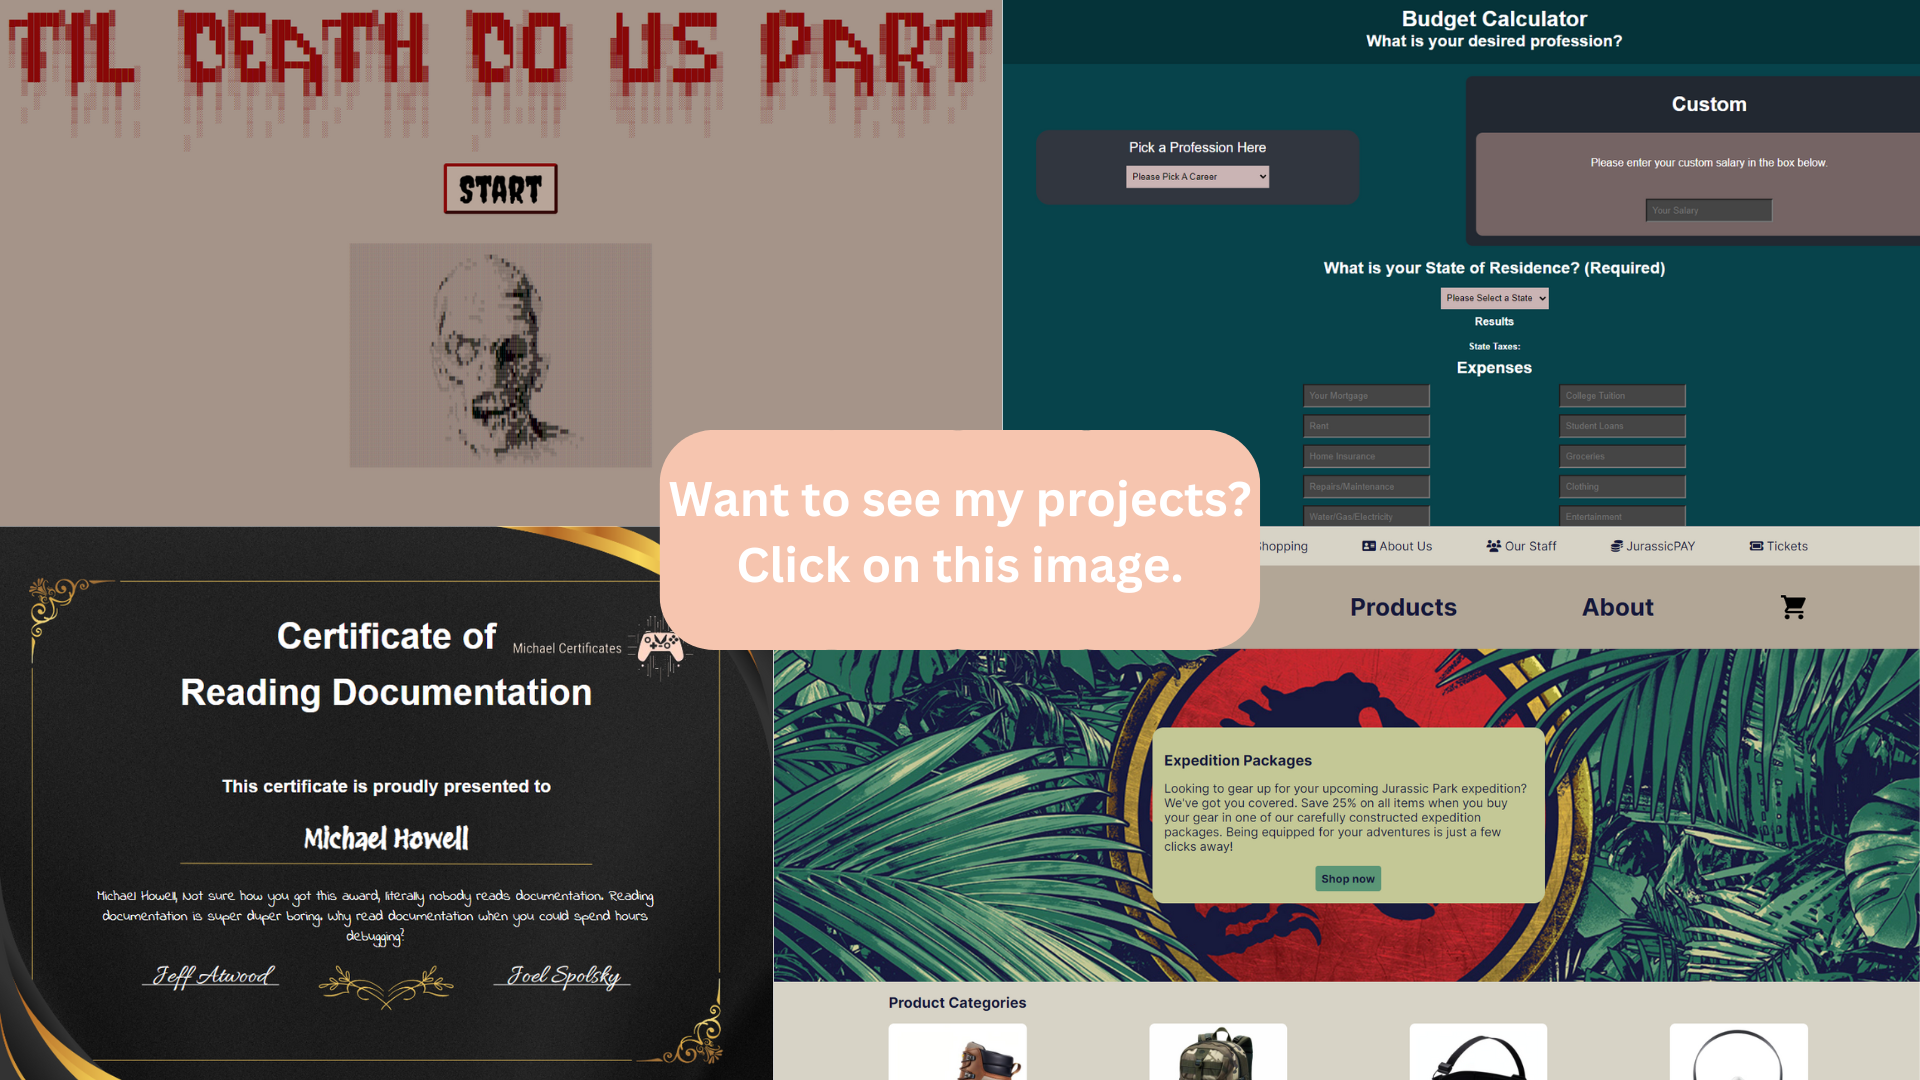 TIL DEATH DO US PART
START
Budget Calculator
What is your desired profession?
Pick a Profession Here
Please Pick A Career
Custom
Please enter your custom salary in the box below.
Your Salary
What is your State of Residence? (Required)
Please Select a State
Results
State Taxes:
Expenses
Your Mortgage
College Tuition
Rent
Student Loans
Home Insurance
Groceries
Repairs/Maintenance
Clothing
Water/Gas/Electricity
Entertainment
Want to see my projects?
Click on this image.
Certificate of
Reading Documentation
Michael Certificates
This certificate is proudly presented to
Michael Howell
Michael Howell, Not sure how you got this award, literally nobody reads documentation. Reading
documentation is super duper boring. Why read documentation when you could spend hours
debugging?
Jeff Atwood
Joel Spolsky
hopping
About Us
Our Staff
JurassicPAY
Tickets
Products
About
Expedition Packages
Looking to gear up for your upcoming Jurassic Park expedition?
We've got you covered. Save 25% on all items when you buy
your gear in one of our carefully constructed expedition
packages. Being equipped for your adventures is just a few
clicks away!
Shop now
Product Categories